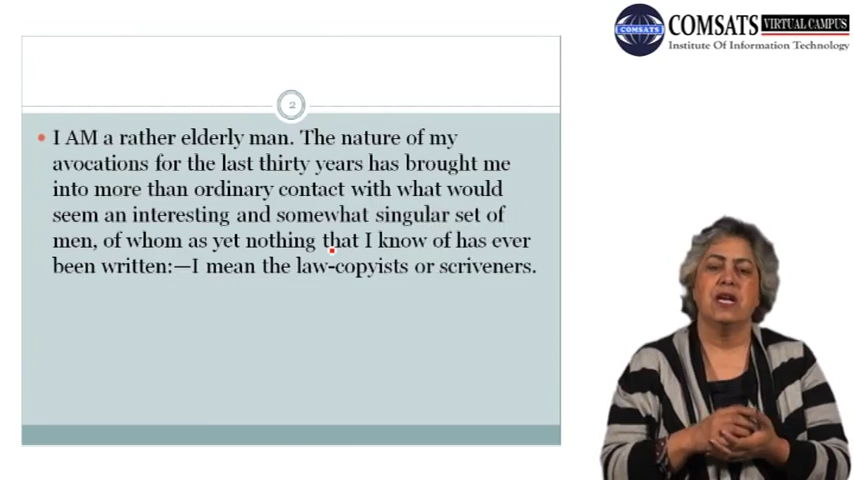 COMSATS
COMSATS VIRTUAL CAMPUS
Institute Of Information Technology
2
I AM a rather elderly man. The nature of my
avocations for the last thirty years has brought me
into more than ordinary contact with what would
seem an interesting and somewhat singular set of
men, of whom as yet nothing that I know of has ever
been written:—I mean the law-copyists or scriveners.